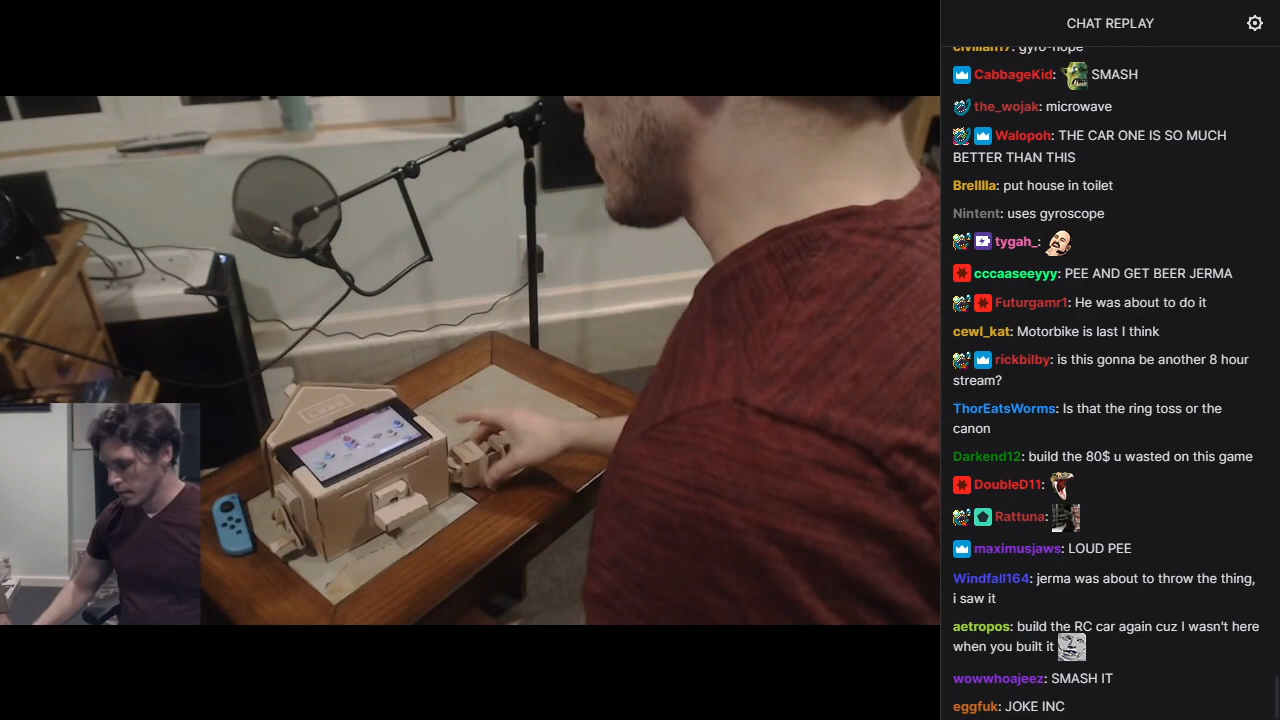 CHAT REPLAY
civilian17: gyro-nope
CabbageKid: SMASH
the_wojak: microwave
Walopoh: THE CAR ONE IS SO MUCH
BETTER THAN THIS
Brelllla: put house in toilet
Nintent: uses gyroscope
tygah_:
cccaaseeyyy: PEE AND GET BEER JERMA
Futurgamr1: He was about to do it
cewl_kat: Motorbike is last I think
rickbilby: is this gonna be another 8 hour
stream?
ThorEatsWorms: Is that the ring toss or the
canon
Darkend12: build the 80$ u wasted on this game
DoubleD11:
Rattuna:
maximusjaws: LOUD PEE
Windfall164: jerma was about to throw the thing,
i saw it
aetropos: build the RC car again cuz I wasn't here
when you built it
wowwhoajeez: SMASH IT
eggfuk: JOKE INC
LABO